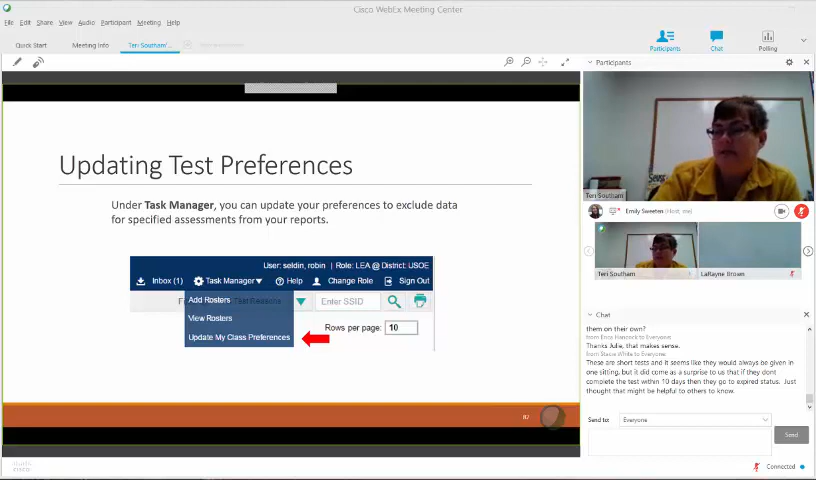 Cisco WebEx Meeting Center
File Edit Share View Audio Participant Meeting Help
Quick Start Meeting Info Teri Southam'...
Participants Chat Polling
Participants
Updating Test Preferences
Under Task Manager, you can update your preferences to exclude data
for specified assessments from your reports.
User: seldin, robin | Role: LEA @ District: USOE
Inbox (1) Task Manager Help Change Role Sign Out
Add Rosters
Enter SSID
View Rosters
Rows per page: 10
Update My Class Preferences
87
Teri Southam
Emily Sweeten (Host, me)
Teri Southam
LaRayne Brown
Chat
them on their own?
from Erica Hancock to Everyone:
Thanks Julie, that makes sense.
from Stacie White to Everyone:
These are short tests and it seems like they would always be given in
one sitting, but it did come as a surprise to us that if they dont
complete the test within 10 days then they go to expired status. Just
thought that might be helpful to others to know.
Send to: Everyone
Send
Connected